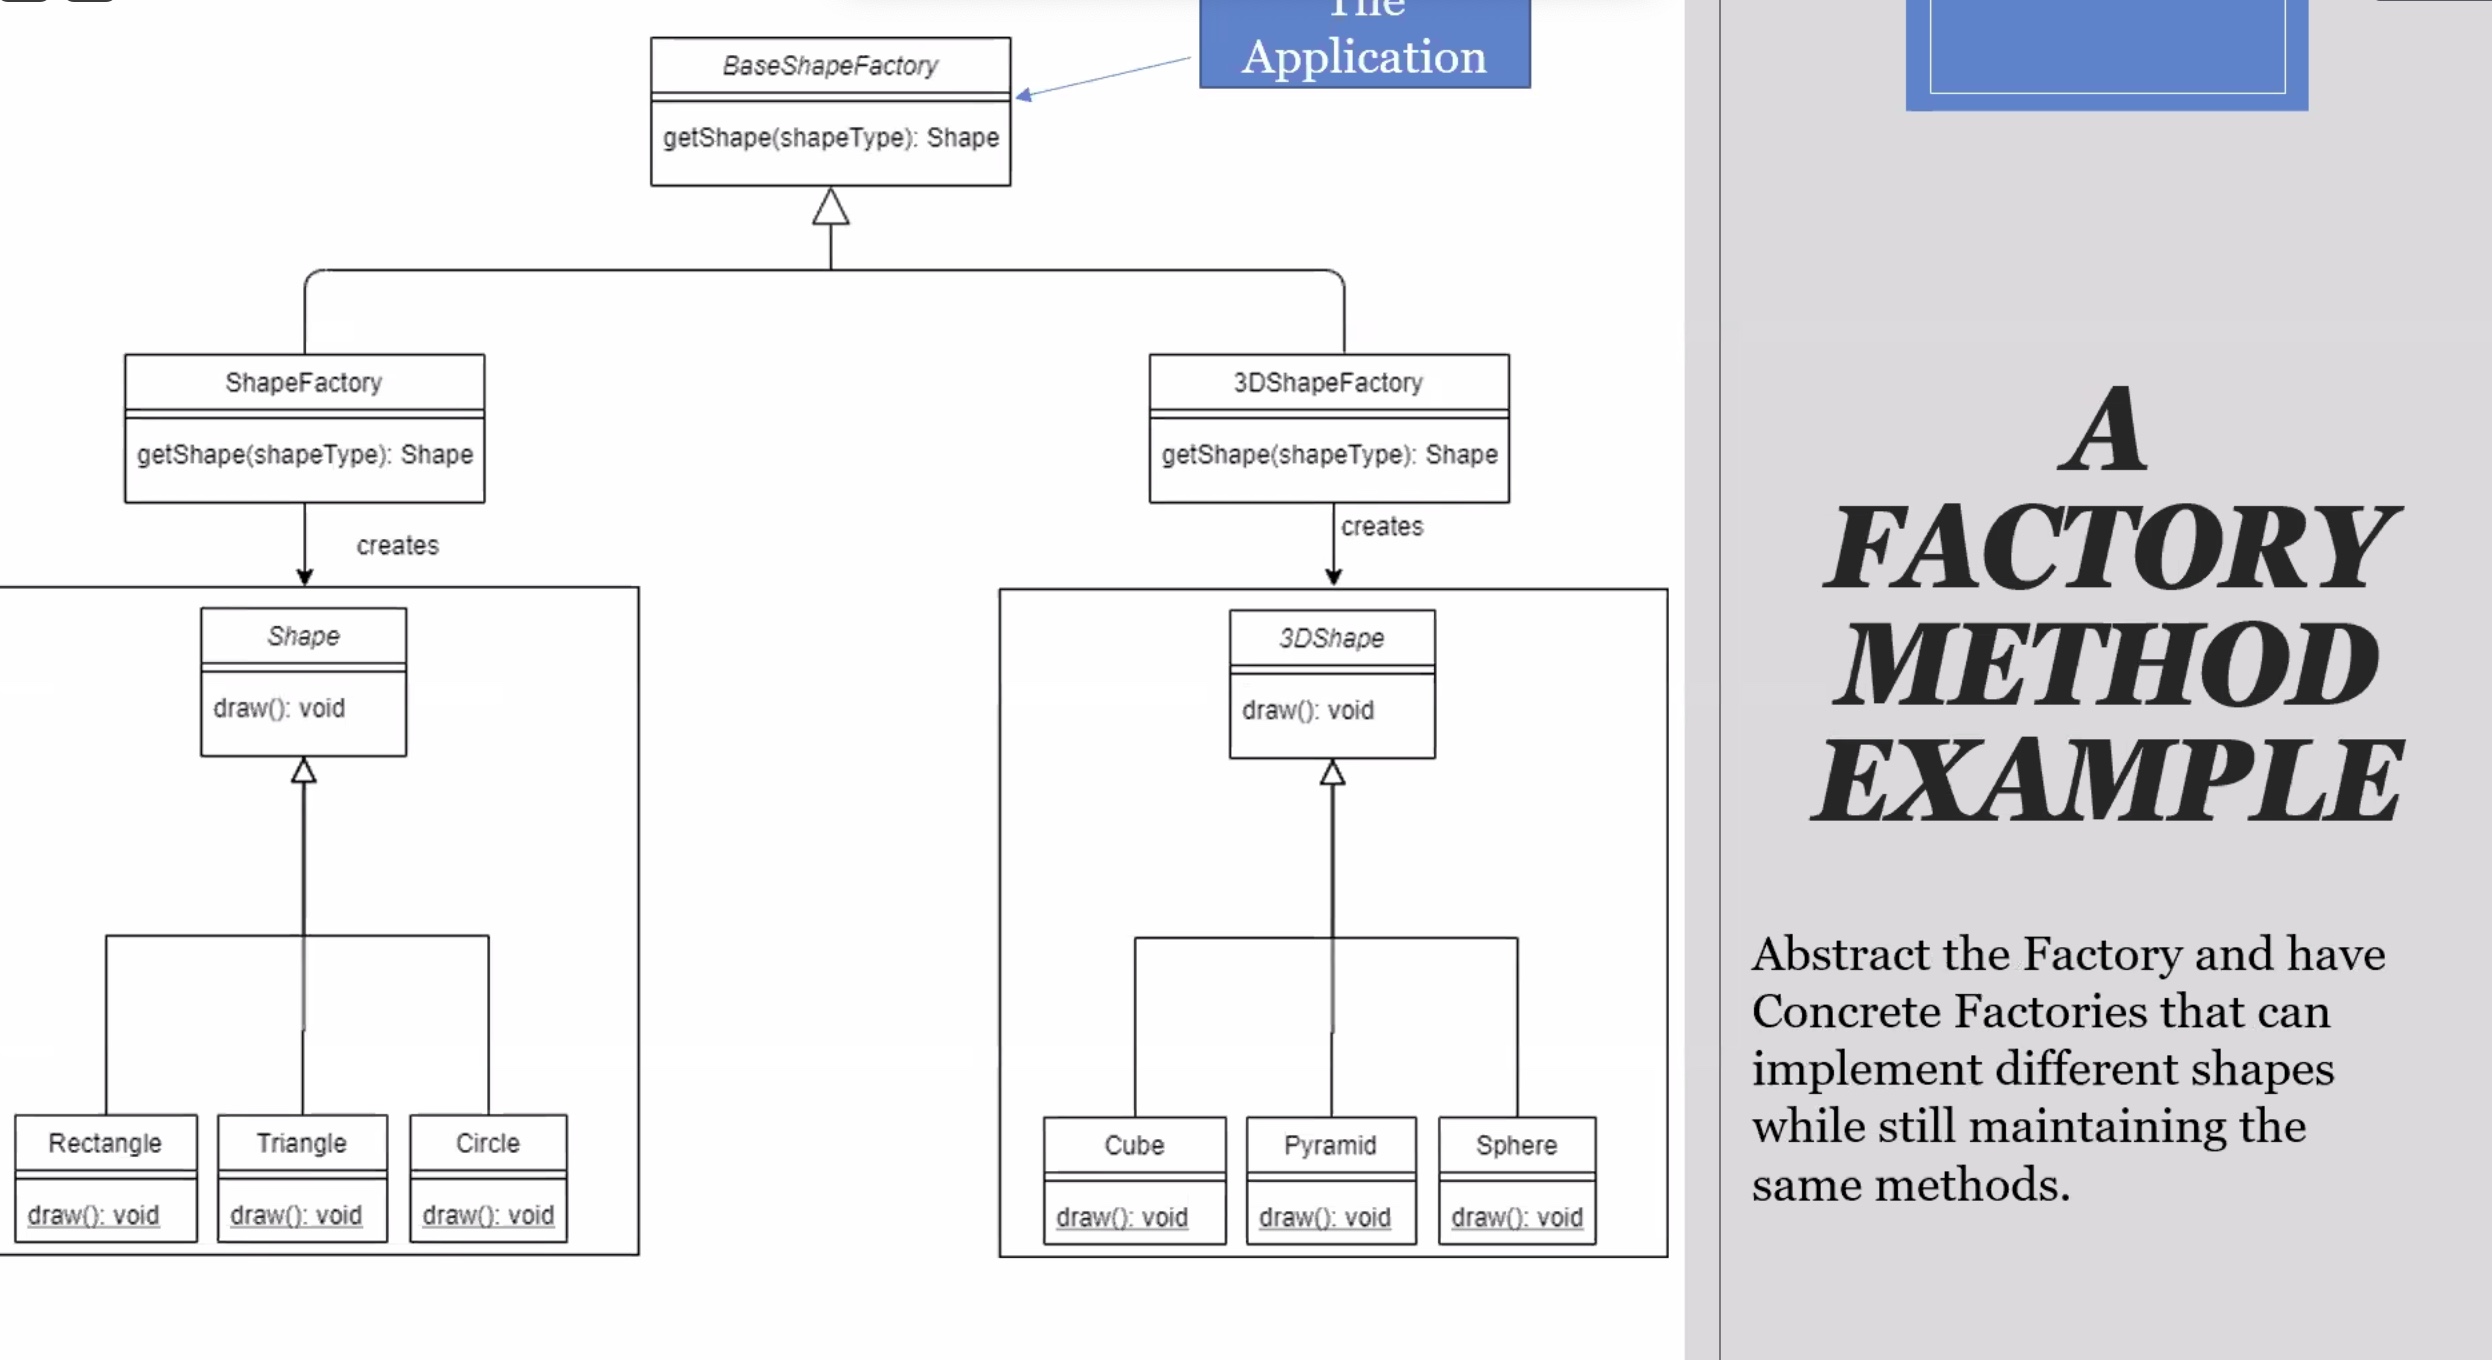 The
Application
BaseShapeFactory
getShape(shapeType): Shape
ShapeFactory
getShape(shapeType): Shape
3DShapeFactory
getShape(shapeType): Shape
creates
creates
Shape
draw(): void
3DShape
draw(): void
Rectangle
draw(): void
Triangle
draw(): void
Circle
draw(): void
Cube
draw(): void
Pyramid
draw(): void
Sphere
draw(): void
A
FACTORY
METHOD
EXAMPLE
Abstract the Factory and have
Concrete Factories that can
implement different shapes
while still maintaining the
same methods.